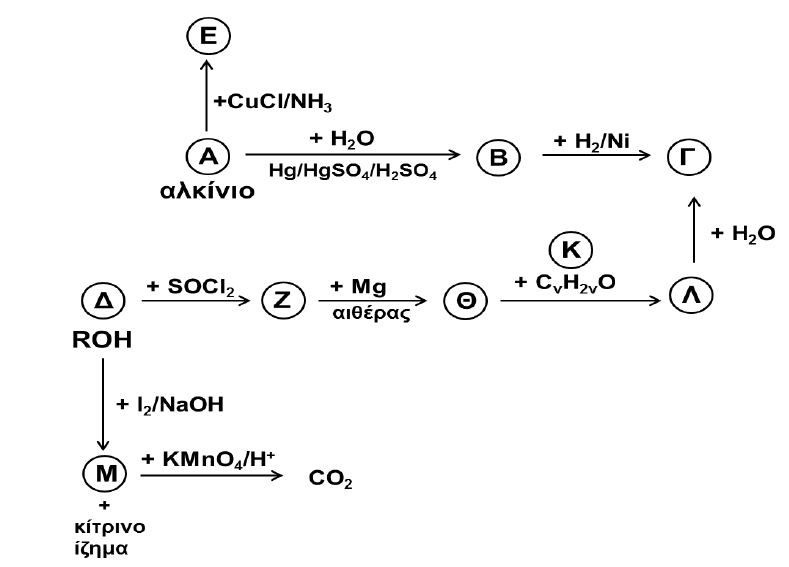 Ε
+CuCl/NH₃
Α
αλκίνιο
+ H₂O
Hg/HgSO₄/H₂SO₄
Β
+ H₂/Ni
Γ
+ H₂O
Δ
ROH
+ SOCl₂
Ζ
+ Mg
αιθέρας
Θ
Κ
+ CᵥH₂ᵥO
Λ
+ I₂/NaOH
Μ
+
κίτρινο
ίζημα
+ KMnO₄/H⁺
CO₂